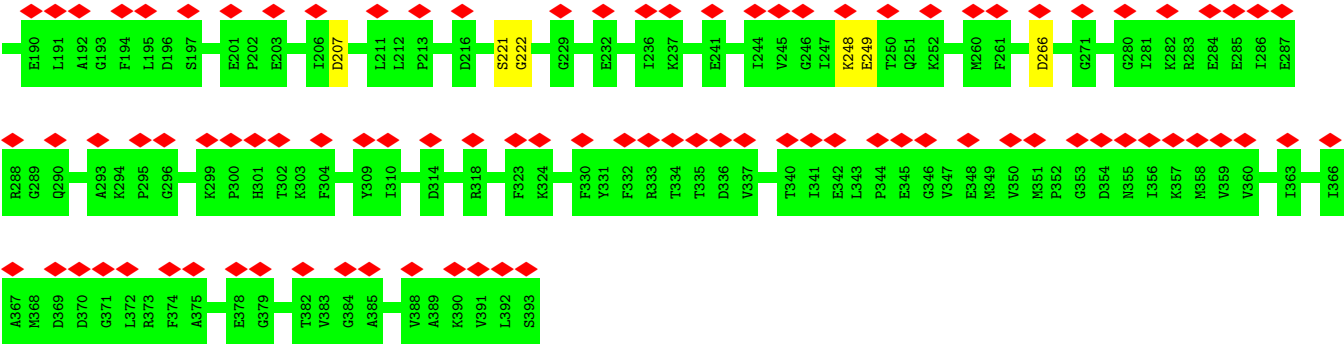 E190 L191 A192 G193 F194 L195 D196 S197 E201 P202 E203 I206 D207 L211 L212 P213 D216 S221 G222 G229 E232 I236 K237 E241 I244 V245 G246 I247 K248 E249 T250 Q251 K252 M260 F261 D266 G271 G280 I281 K282 R283 E284 E285 I286 E287
R288 G289 Q290 A293 K294 P295 G296 K299 P300 H301 T302 K303 F304 Y309 I310 D314 R318 F323 K324 F330 Y331 F332 R333 T334 T335 D336 V337 T340 I341 E342 L343 P344 E345 G346 V347 E348 M349 V350 M351 P352 G353 D354 N355 I356 K357 M358 V359 V360 I363 I366
A367 M368 D369 D370 G371 L372 R373 F374 A375 E378 G379 T382 V383 G384 A385 V388 A389 K390 V391 L392 S393